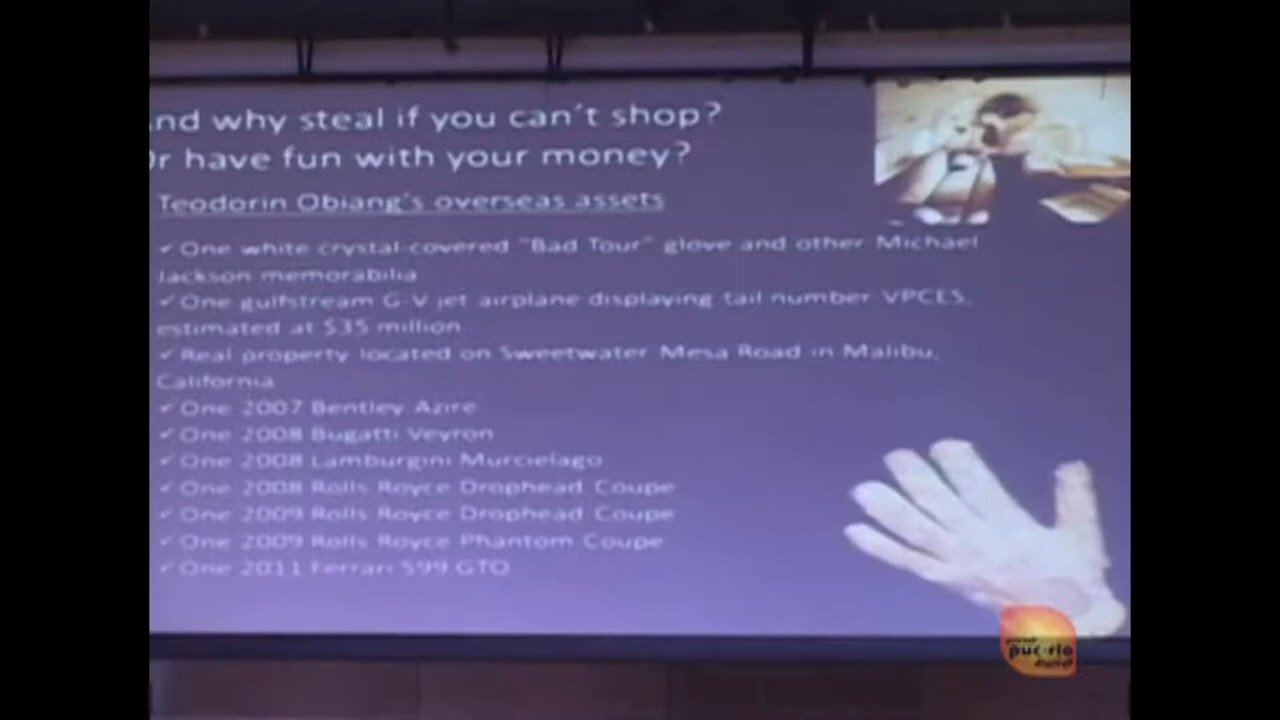 nd why steal if you can´t shop?
r have fun with your money?
Teodorin Obiang's overseas assets
✓One white crystal-covered "Bad Tour" glove and other Michael
Jackson memorabilia
✓One gulfstream G-V jet airplane displaying tail number VPCES,
estimated at $35 million
✓Real property located on Sweetwater Mesa Road in Malibu,
California
✓One 2007 Bentley Azire
✓One 2008 Bugatti Veyron
✓One 2008 Lamburgini Murcielago
✓One 2008 Rolls Royce Drophead Coupe
✓One 2009 Rolls Royce Drophead Coupe
✓One 2009 Rolls Royce Phantom Coupe
✓One 2011 Ferrari 599 GTO
digital